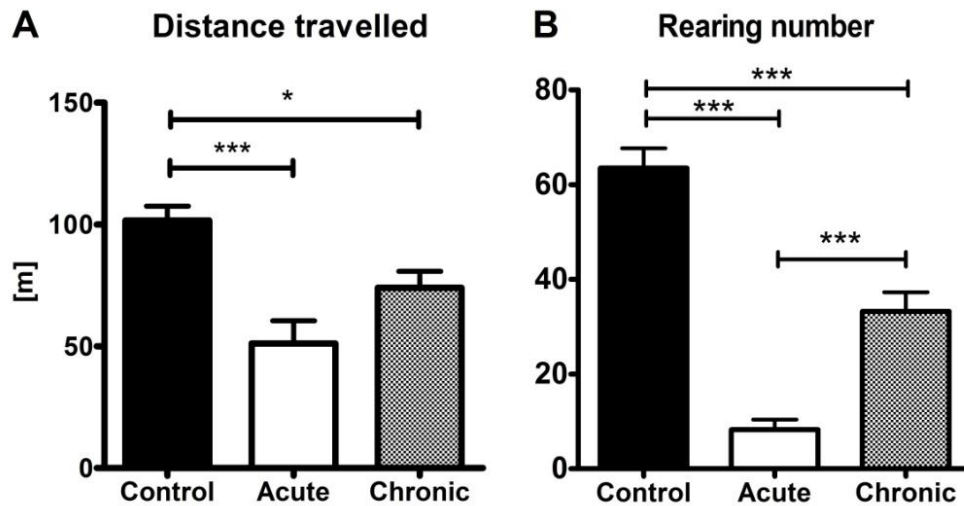 A Distance travelled
150
100
50
0
[m]
*
***
Control Acute Chronic
B Rearing number
80
60
40
20
0
***
***
***
Control Acute Chronic